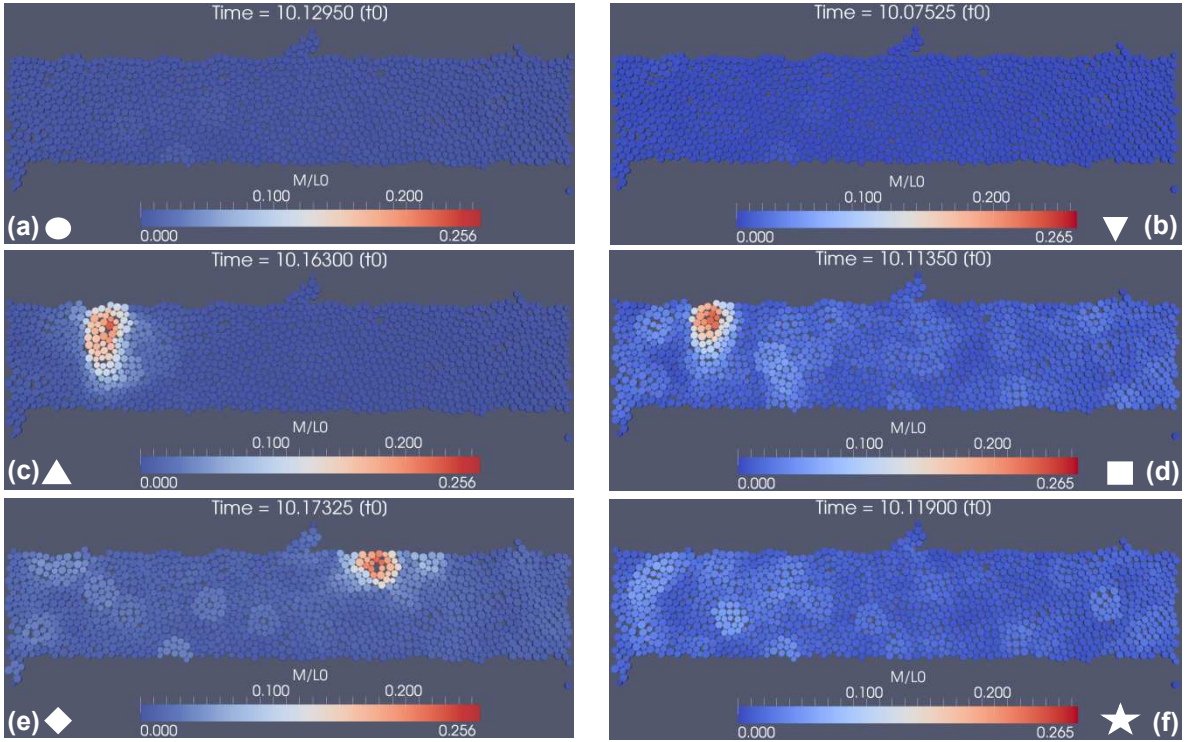 Time = 10.12950 (t0)
M/L0
0.100 0.200
0.000 0.256
(a)
Time = 10.07525 (t0)
M/L0
0.100 0.200
0.000 0.265
(b)
Time = 10.16300 (t0)
M/L0
0.100 0.200
0.000 0.256
(c)
Time = 10.11350 (t0)
M/L0
0.100 0.200
0.000 0.265
(d)
Time = 10.17325 (t0)
M/L0
0.100 0.200
0.000 0.256
(e)
Time = 10.11900 (t0)
M/L0
0.100 0.200
0.000 0.265
(f)